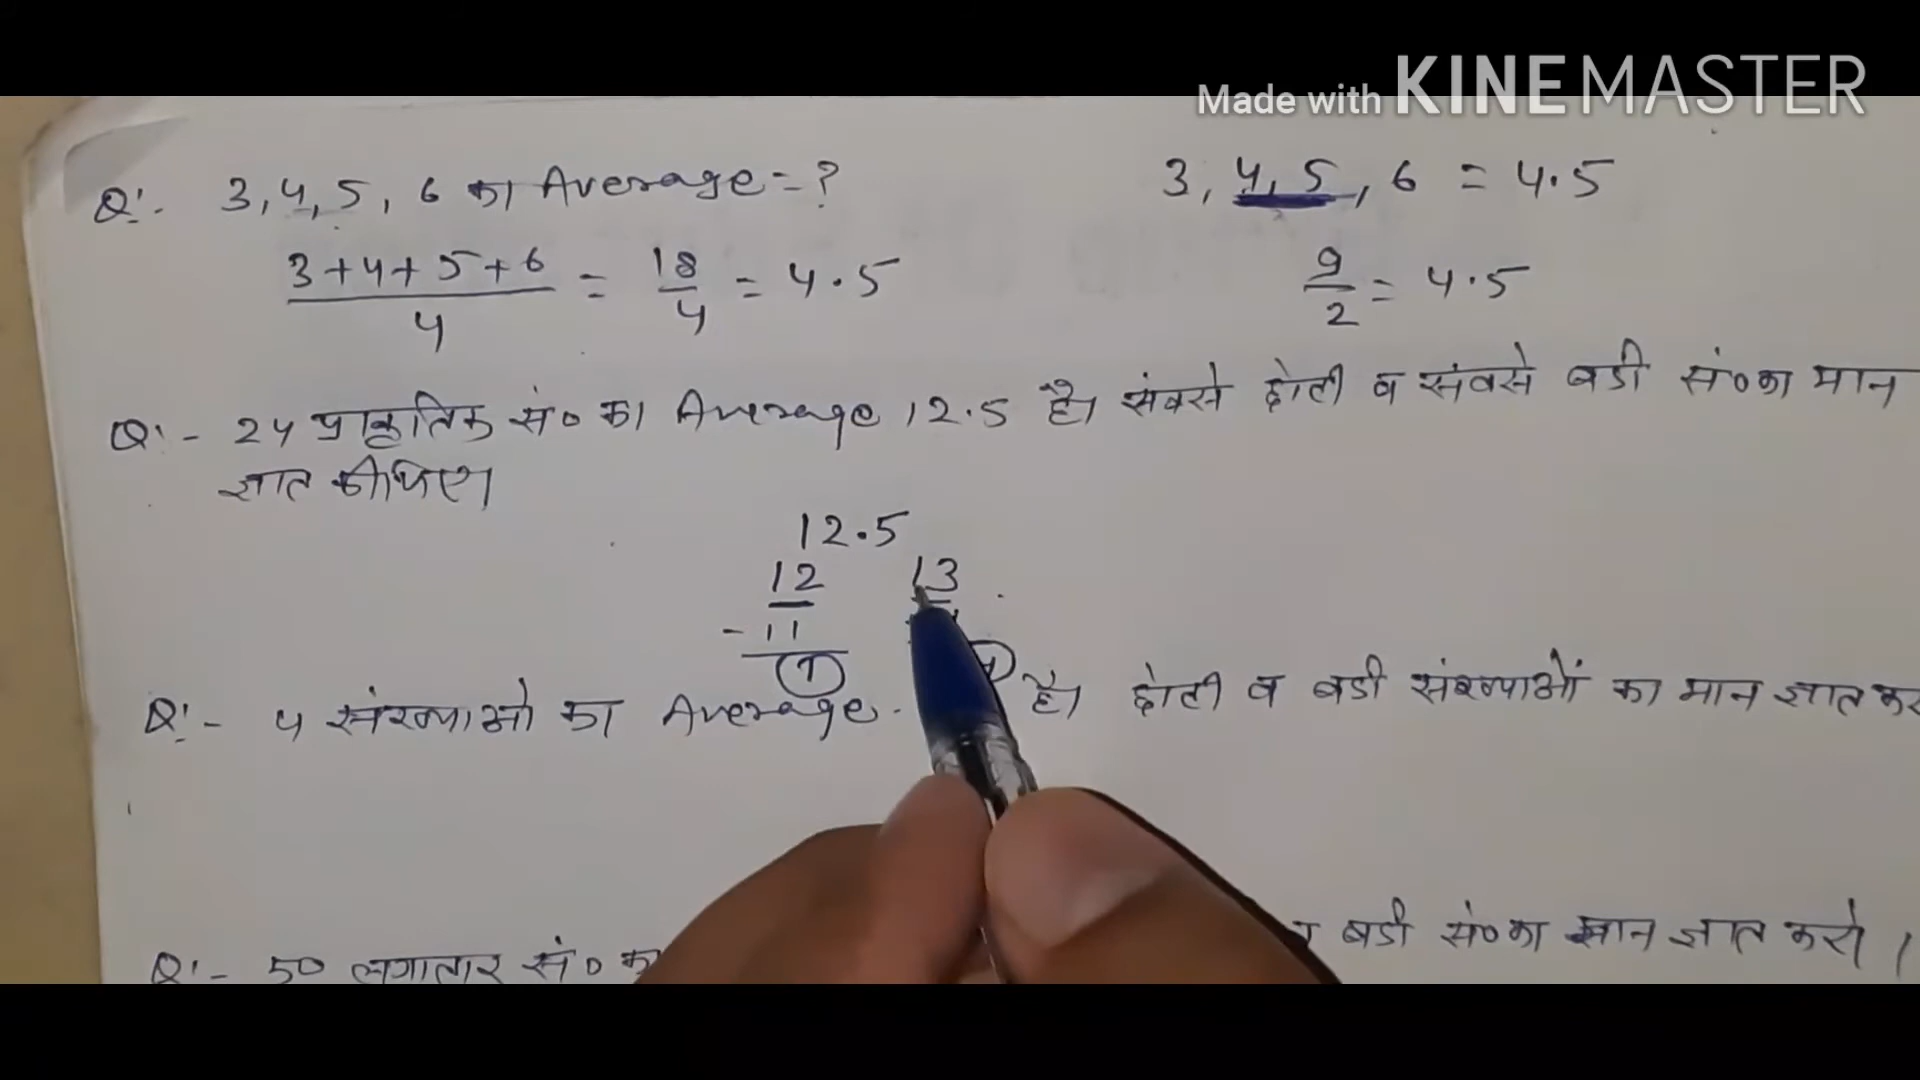 Made with KINEMASTER
Q:- 3, 4, 5, 6 का Average = ?
3, 4, 5, 6 = 4.5
3+4+5+6 / 4 = 18/4 = 4.5
9/2 = 4.5
Q:- 24 प्राकृतिक सं० का Average 12.5 है। सबसे छोटी व सबसे बडी सं० का मान
ज्ञात कीजिए।
12.5
12 13
- 11
1
Q:- 4 संख्याओ का Average है। छोटी व बडी संख्याओं का मान ज्ञात कर
Q:- 50 लगातार सं० का बडी सं० का मान ज्ञात करो।